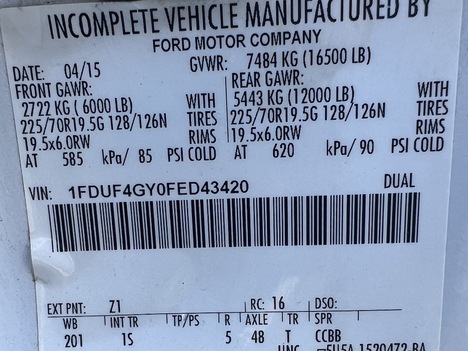 INCOMPLETE VEHICLE MANUFACTURED BY
FORD MOTOR COMPANY
DATE: 04/15 GVWR: 7484 KG (16500 LB)
FRONT GAWR: REAR GAWR:
2722 KG ( 6000 LB) WITH 5443 KG (12000 LB) WITH
225/70R19.5G 128/126N TIRES 225/70R19.5G 128/126N TIRES
19.5x6.0RW RIMS 19.5x6.0RW RIMS
AT 585 kPa/ 85 PSI COLD AT 620 kPa/ 90 PSI COLD
VIN: 1FDUF4GY0FED43420 DUAL
EXT PNT: Z1 RC: 16 DSO:
WB INT TR TP/PS R AXLE TR SPR
201 1S 5 48 T CCBB